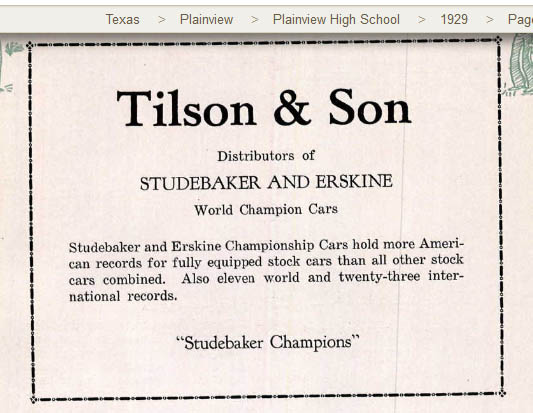 Texas > Plainview > Plainview High School > 1929 > Page
Tilson & Son
Distributors of
STUDEBAKER AND ERSKINE
World Champion Cars
Studebaker and Erskine Championship Cars hold more Ameri-
can records for fully equipped stock cars than all other stock
cars combined. Also eleven world and twenty-three inter-
national records.
"Studebaker Champions"